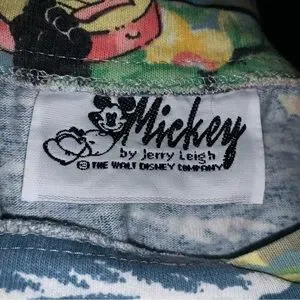 Mickey
by Jerry Leigh
© THE WALT DISNEY COMPANY